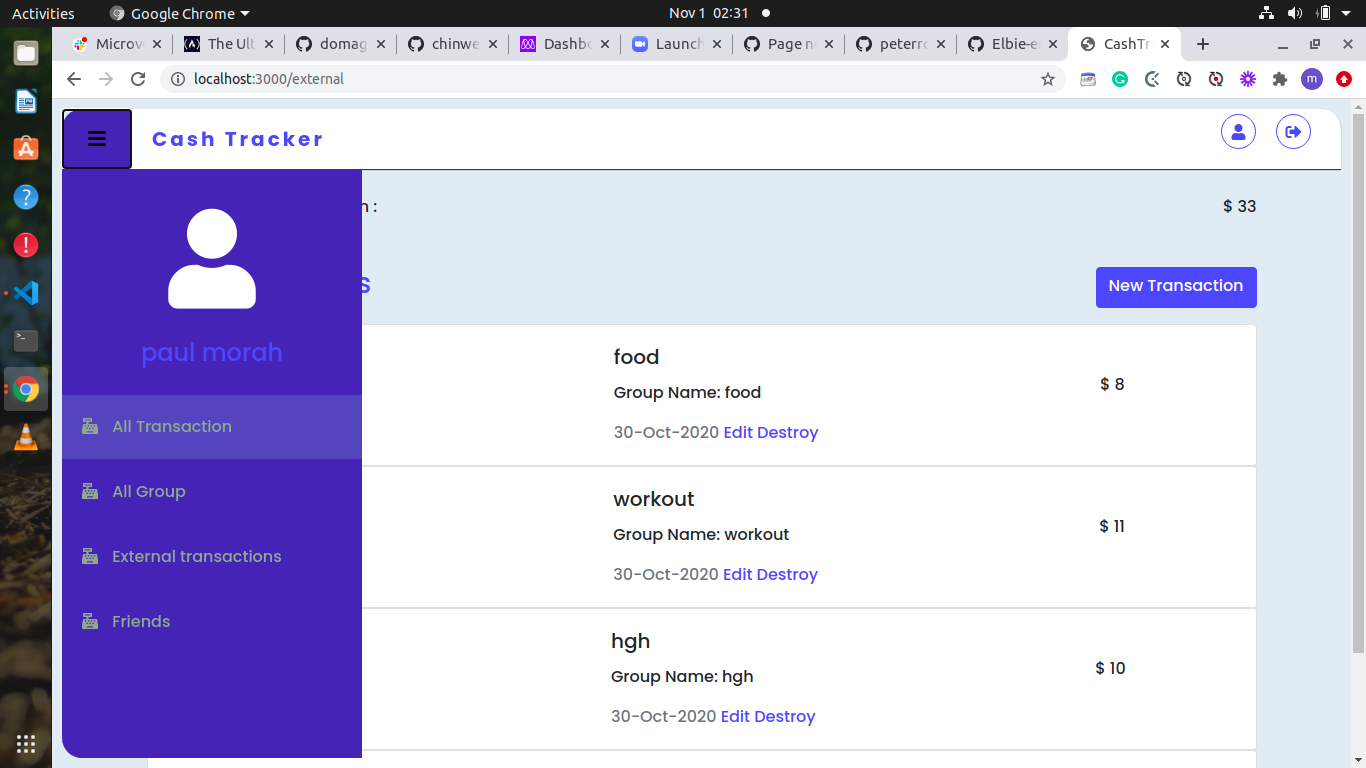 Activities
Google Chrome
Nov 1 02:31
Microve
The Ult
domag
chinwe
Dashbo
Launch
Page n
peterro
Elbie-e
CashTr
localhost:3000/external
m
Cash Tracker
n :
$ 33
s
New Transaction
paul morah
All Transaction
All Group
External transactions
Friends
food
Group Name: food
30-Oct-2020 Edit Destroy
$ 8
workout
Group Name: workout
30-Oct-2020 Edit Destroy
$ 11
hgh
Group Name: hgh
30-Oct-2020 Edit Destroy
$ 10